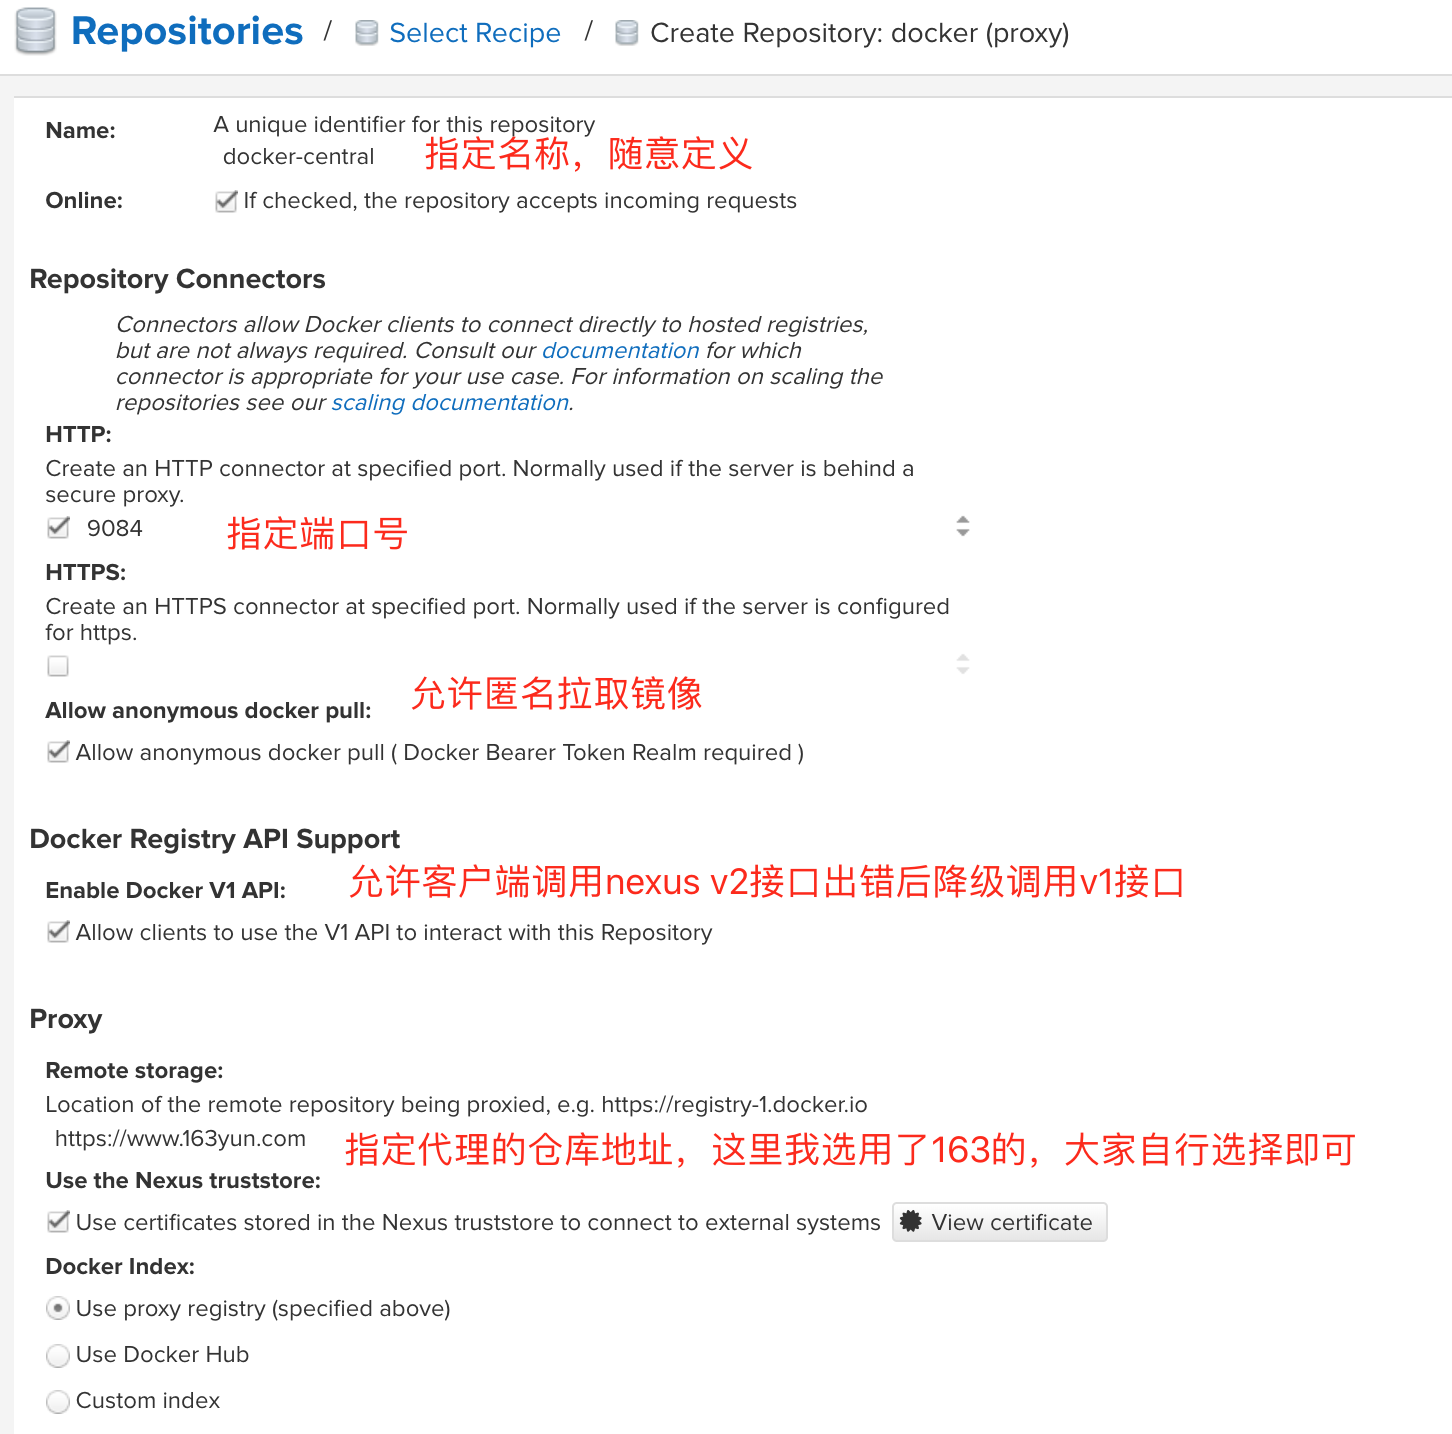 Repositories / Select Recipe / Create Repository: docker (proxy)
Name: A unique identifier for this repository
docker-central 指定名称，随意定义
Online: If checked, the repository accepts incoming requests
Repository Connectors
Connectors allow Docker clients to connect directly to hosted registries,
but are not always required. Consult our documentation for which
connector is appropriate for your use case. For information on scaling the
repositories see our scaling documentation.
HTTP:
Create an HTTP connector at specified port. Normally used if the server is behind a
secure proxy.
9084 指定端口号
HTTPS:
Create an HTTPS connector at specified port. Normally used if the server is configured
for https.
允许匿名拉取镜像
Allow anonymous docker pull:
Allow anonymous docker pull ( Docker Bearer Token Realm required )
Docker Registry API Support
Enable Docker V1 API: 允许客户端调用nexus v2接口出错后降级调用v1接口
Allow clients to use the V1 API to interact with this Repository
Proxy
Remote storage:
Location of the remote repository being proxied, e.g. https://registry-1.docker.io
https://www.163yun.com 指定代理的仓库地址，这里我选用了163的，大家自行选择即可
Use the Nexus truststore:
Use certificates stored in the Nexus truststore to connect to external systems View certificate
Docker Index:
Use proxy registry (specified above)
Use Docker Hub
Custom index